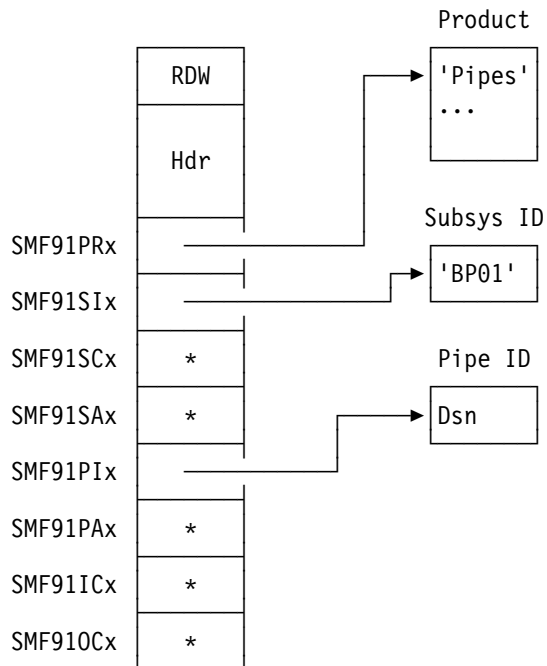 Product
RDW
'Pipes'
...
Hdr
Subsys ID
SMF91PRx
'BP01'
SMF91SIx
SMF91SCx *
Pipe ID
SMF91SAx *
Dsn
SMF91PIx
SMF91PAx *
SMF91ICx *
SMF91OCx *